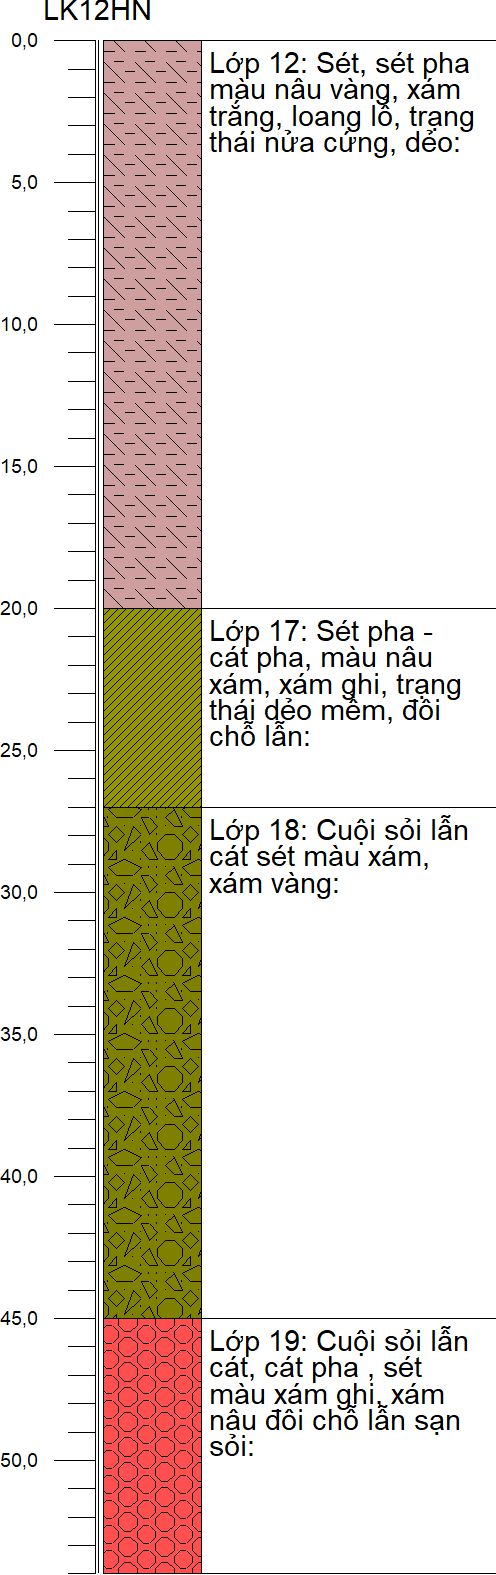 LK12HN
0,0
Lớp 12: Sét, sét pha
màu nâu vàng, xám
trắng, loang lổ, trạng
thái nửa cứng, dẻo:
5,0
10,0
15,0
20,0
Lớp 17: Sét pha -
cát pha, màu nâu
xám, xám ghi, trạng
thái dẻo mềm, đôi
chỗ lẫn:
25,0
Lớp 18: Cuội sỏi lẫn
cát sét màu xám,
xám vàng:
30,0
35,0
40,0
45,0
Lớp 19: Cuội sỏi lẫn
cát, cát pha , sét
màu xám ghi, xám
nâu đôi chỗ lẫn sạn
sỏi:
50,0